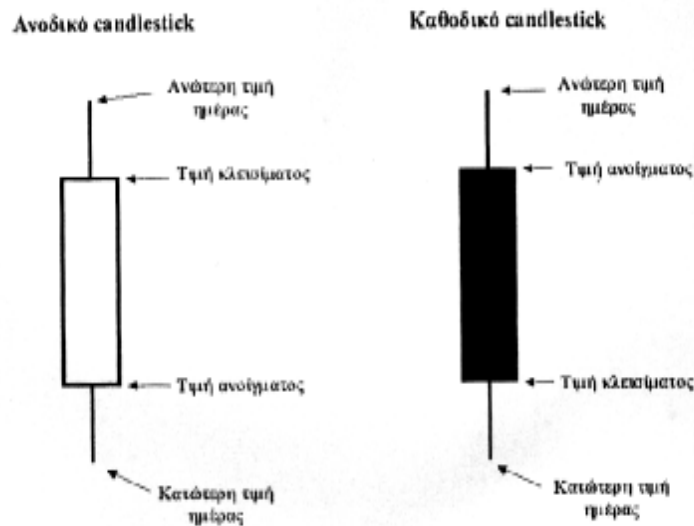 Ανοδικό candlestick
Ανώτερη τιμή
ημέρας
Τιμή κλεισίματος
Τιμή ανοίγματος
Κατώτερη τιμή
ημέρας
Καθοδικό candlestick
Ανώτερη τιμή
ημέρας
Τιμή ανοίγματος
Τιμή κλεισίματος
Κατώτερη τιμή
ημέρας